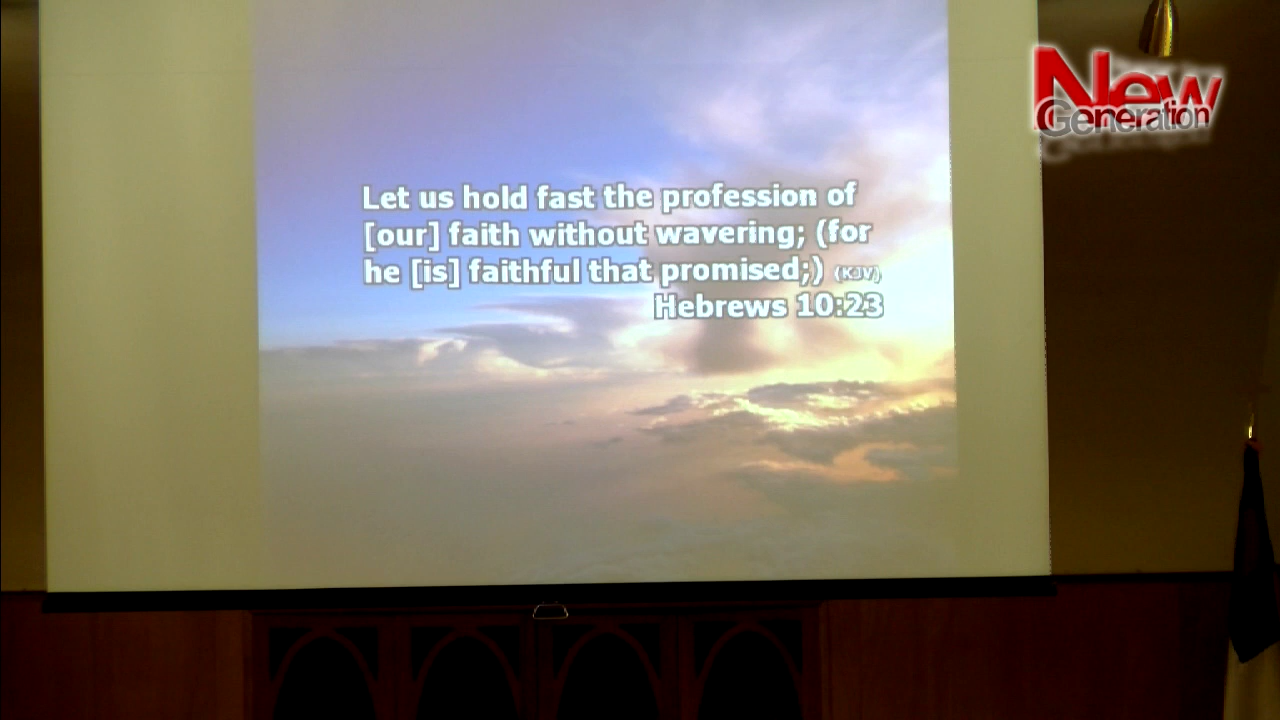 New
Generation
Let us hold fast the profession of
[our] faith without wavering; (for
he [is] faithful that promised;) (KJV)
Hebrews 10:23